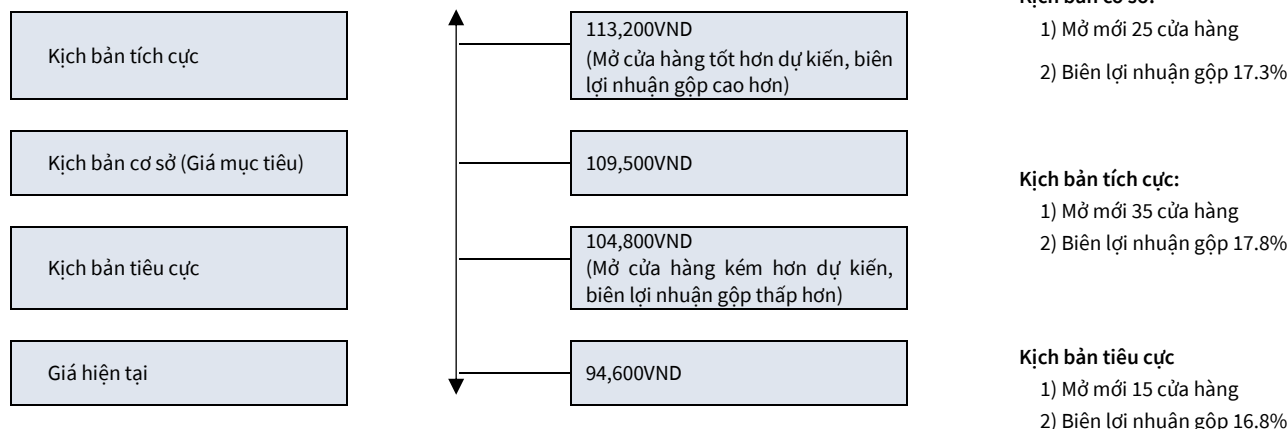 Kịch bản tích cực
113,200VND
(Mở cửa hàng tốt hơn dự kiến, biên
lợi nhuận gộp cao hơn)
Kịch bản cơ sở (Giá mục tiêu)
109,500VND
Kịch bản tiêu cực
104,800VND
(Mở cửa hàng kém hơn dự kiến,
biên lợi nhuận gộp thấp hơn)
Giá hiện tại
94,600VND
Kịch bản cơ sở:
1) Mở mới 25 cửa hàng
2) Biên lợi nhuận gộp 17.3%
Kịch bản tích cực:
1) Mở mới 35 cửa hàng
2) Biên lợi nhuận gộp 17.8%
Kịch bản tiêu cực
1) Mở mới 15 cửa hàng
2) Biên lợi nhuận gộp 16.8%